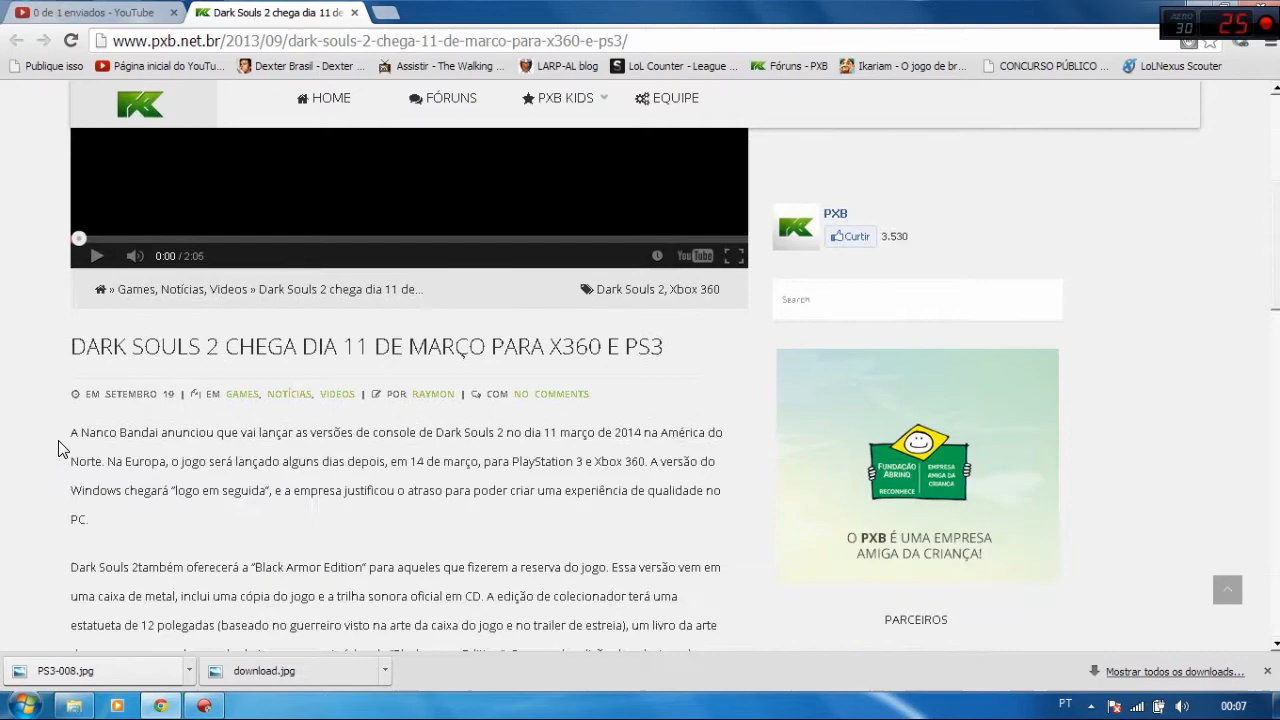 0 de 1 enviados - YouTube
Dark Souls 2 chega dia 11 de
AERO
30
25
www.pxb.net.br/2013/09/dark-souls-2-chega-11-de-marco-para-x360-e-ps3/
Publique isso
Página inicial do YouTu...
Dexter Brasil - Dexter ...
Assistir - The Walking ...
LARP-AL blog
LoL Counter - League ...
Fóruns - PXB
Ikariam - O jogo de br...
CONCURSO PÚBLICO ...
LoLNexus Scouter
HOME
FÓRUNS
PXB KIDS
EQUIPE
0:00 / 2:05
YouTube
» Games, Notícias, Videos » Dark Souls 2 chega dia 11 de...
Dark Souls 2, Xbox 360
PXB
Curtir
3.530
Search
DARK SOULS 2 CHEGA DIA 11 DE MARÇO PARA X360 E PS3
EM SETEMBRO 19 | EM GAMES, NOTÍCIAS, VIDEOS | POR RAYMON | COM NO COMMENTS
A Nanco Bandai anunciou que vai lançar as versões de console de Dark Souls 2 no dia 11 março de 2014 na América do
Norte. Na Europa, o jogo será lançado alguns dias depois, em 14 de março, para PlayStation 3 e Xbox 360. A versão do
Windows chegará "logo em seguida", e a empresa justificou o atraso para poder criar uma experiência de qualidade no
PC.
Dark Souls 2também oferecerá a "Black Armor Edition" para aqueles que fizerem a reserva do jogo. Essa versão vem em
uma caixa de metal, inclui uma cópia do jogo e a trilha sonora oficial em CD. A edição de colecionador terá uma
estatueta de 12 polegadas (baseado no guerreiro visto na arte da caixa do jogo e no trailer de estreia), um livro da arte
FUNDAÇÃO
ABRINQ
RECONHECE
EMPRESA
AMIGA DA
CRIANÇA
O PXB É UMA EMPRESA
AMIGA DA CRIANÇA!
PARCEIROS
PS3-008.jpg
download.jpg
Mostrar todos os downloads...
PT
00:07